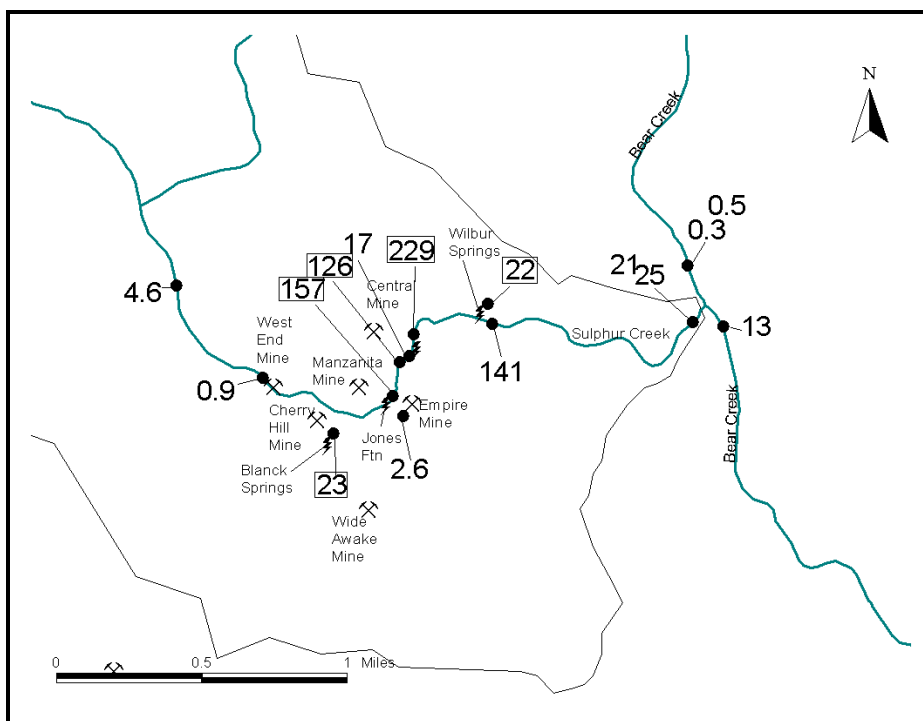 N
Bear Creek
0.5
0.3
Wilbur
Springs
229
17
126
157
22
Central
Mine
21
25
4.6
13
West
End
Mine
Manzanita
Mine
Sulphur Creek
141
0.9
Cherry
Hill
Mine
Empire
Mine
Jones
Ftn
2.6
Blanck
Springs
23
Bear Creek
Wide
Awake
Mine
0 0.5 1 Miles